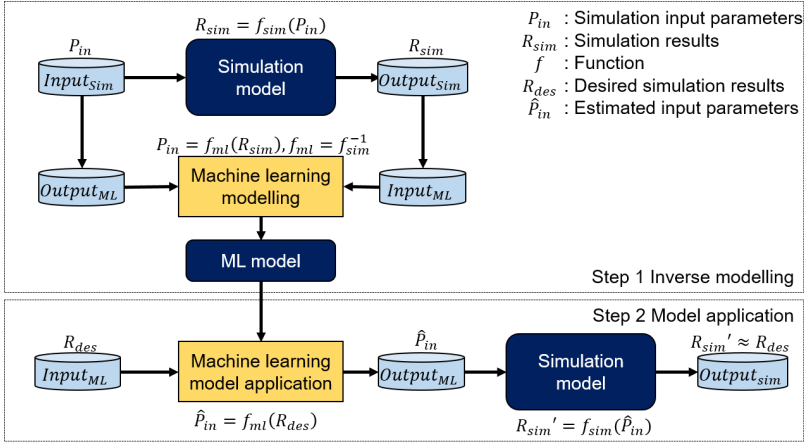 R_sim = f_sim(P_in)
P_in : Simulation input parameters
R_sim : Simulation results
f : Function
R_des : Desired simulation results
P̂_in : Estimated input parameters
P_in
Input_Sim
Simulation
model
R_sim
Output_Sim
P_in = f_ml(R_sim), f_ml = f_sim^-1
Output_ML
Machine learning
modelling
Input_ML
ML model
Step 1 Inverse modelling
Step 2 Model application
R_des
Input_ML
Machine learning
model application
P̂_in = f_ml(R_des)
P̂_in
Output_ML
Simulation
model
R_sim' = f_sim(P̂_in)
R_sim' ≈ R_des
Output_sim